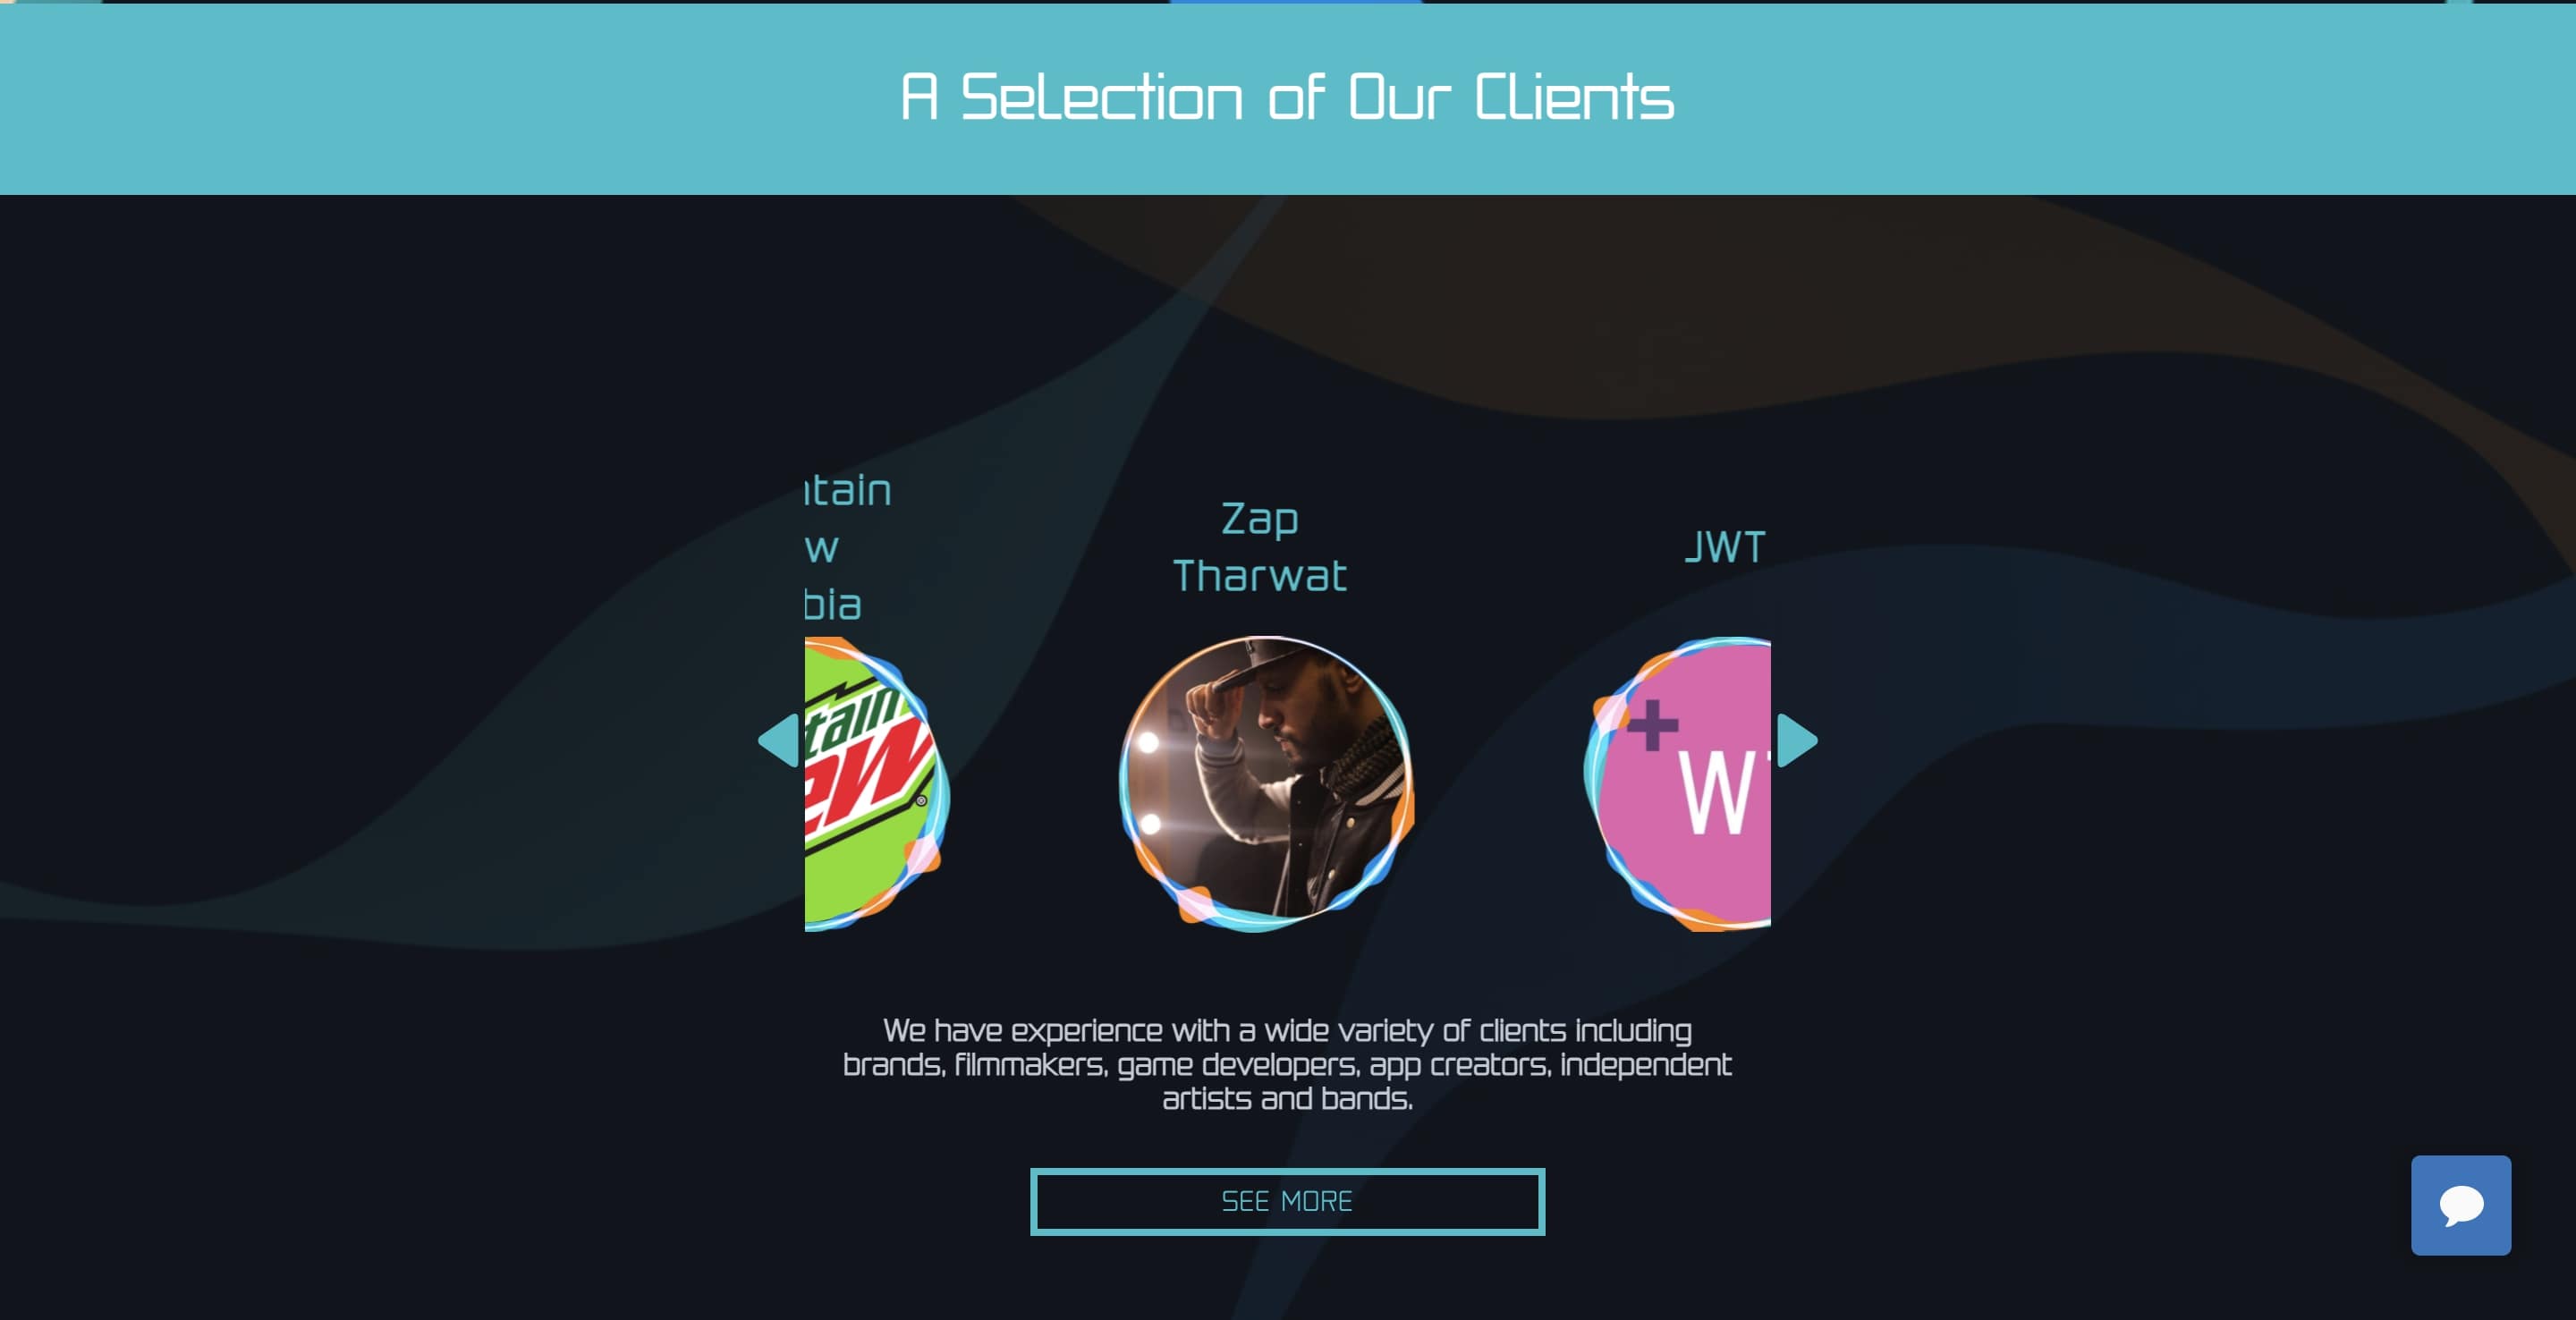 A Selection of Our Clients
tain
w
bia
Zap
Tharwat
JWT
tain
ew
W
We have experience with a wide variety of clients including
brands, filmmakers, game developers, app creators, independent
artists and bands.
SEE MORE